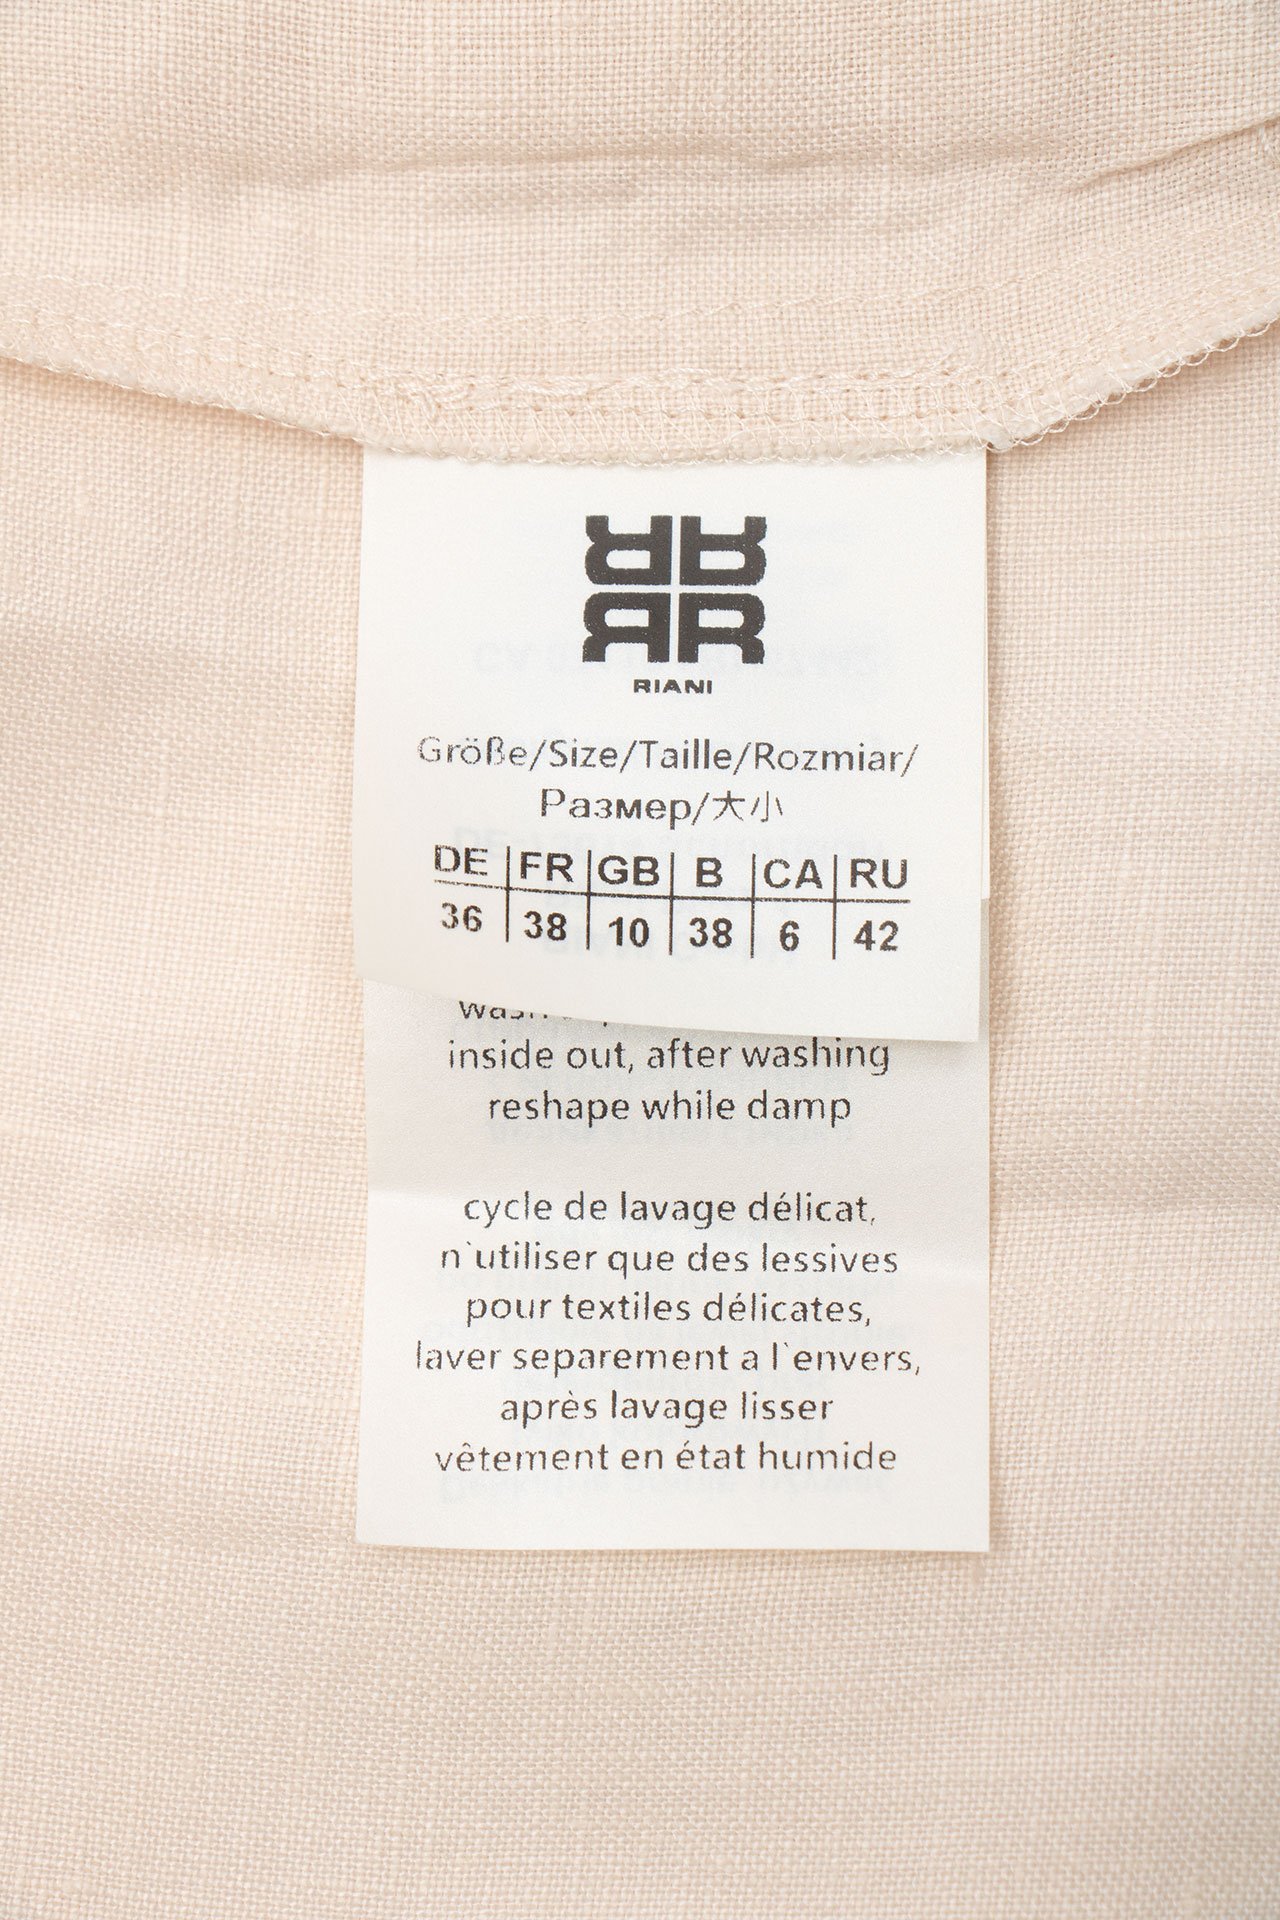 RIANI
Größe/Size/Taille/Rozmiar/
Размер/大小
DE FR GB B CA RU
36 38 10 38 6 42
inside out, after washing
reshape while damp
cycle de lavage délicat,
n`utiliser que des lessives
pour textiles délicates,
laver separement a l`envers,
après lavage lisser
vêtement en état humide